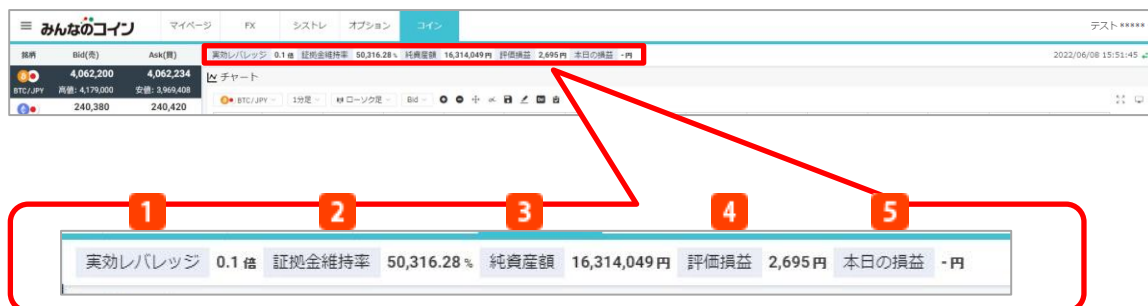 みんなのコイン マイページ FX シストレ オプション コイン テスト*****
銘柄 Bid(売) Ask(買) 実効レバレッジ 0.1 倍 証拠金維持率 50,316.28 % 純資産額 16,314,049 円 評価損益 2,695 円 本日の損益 - 円 2022/06/08 15:51:45
4,062,200 4,062,234 チャート
BTC/JPY 高値: 4,179,000 安値: 3,969,408
240,380 240,420 BTC/JPY 1分足 ローソク足 Bid
1 2 3 4 5
実効レバレッジ 0.1 倍 証拠金維持率 50,316.28 % 純資産額 16,314,049 円 評価損益 2,695 円 本日の損益 - 円